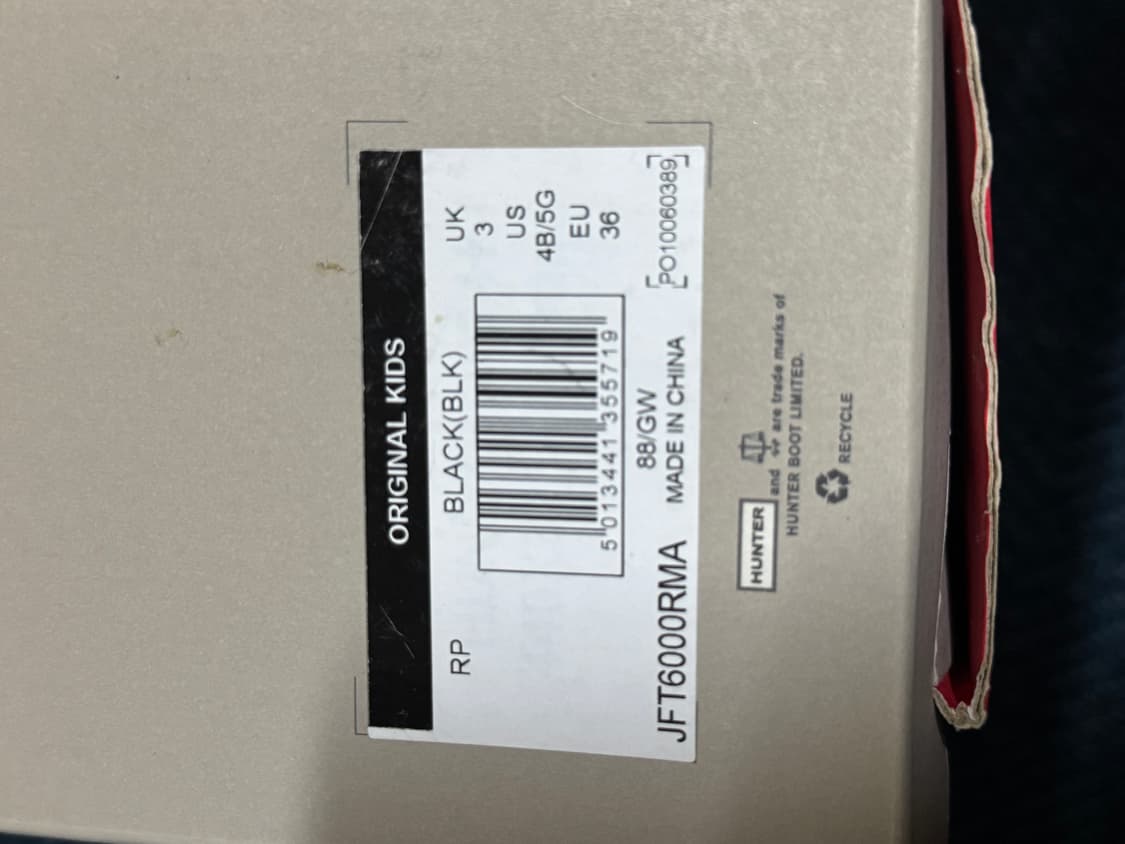 ORIGINAL KIDS
RP BLACK(BLK) UK
3
US
4B/5G
EU
36
5 013441 355719
88/GW
JFT6000RMA MADE IN CHINA PO10060389
HUNTER and are trade marks of
HUNTER BOOT LIMITED.
RECYCLE